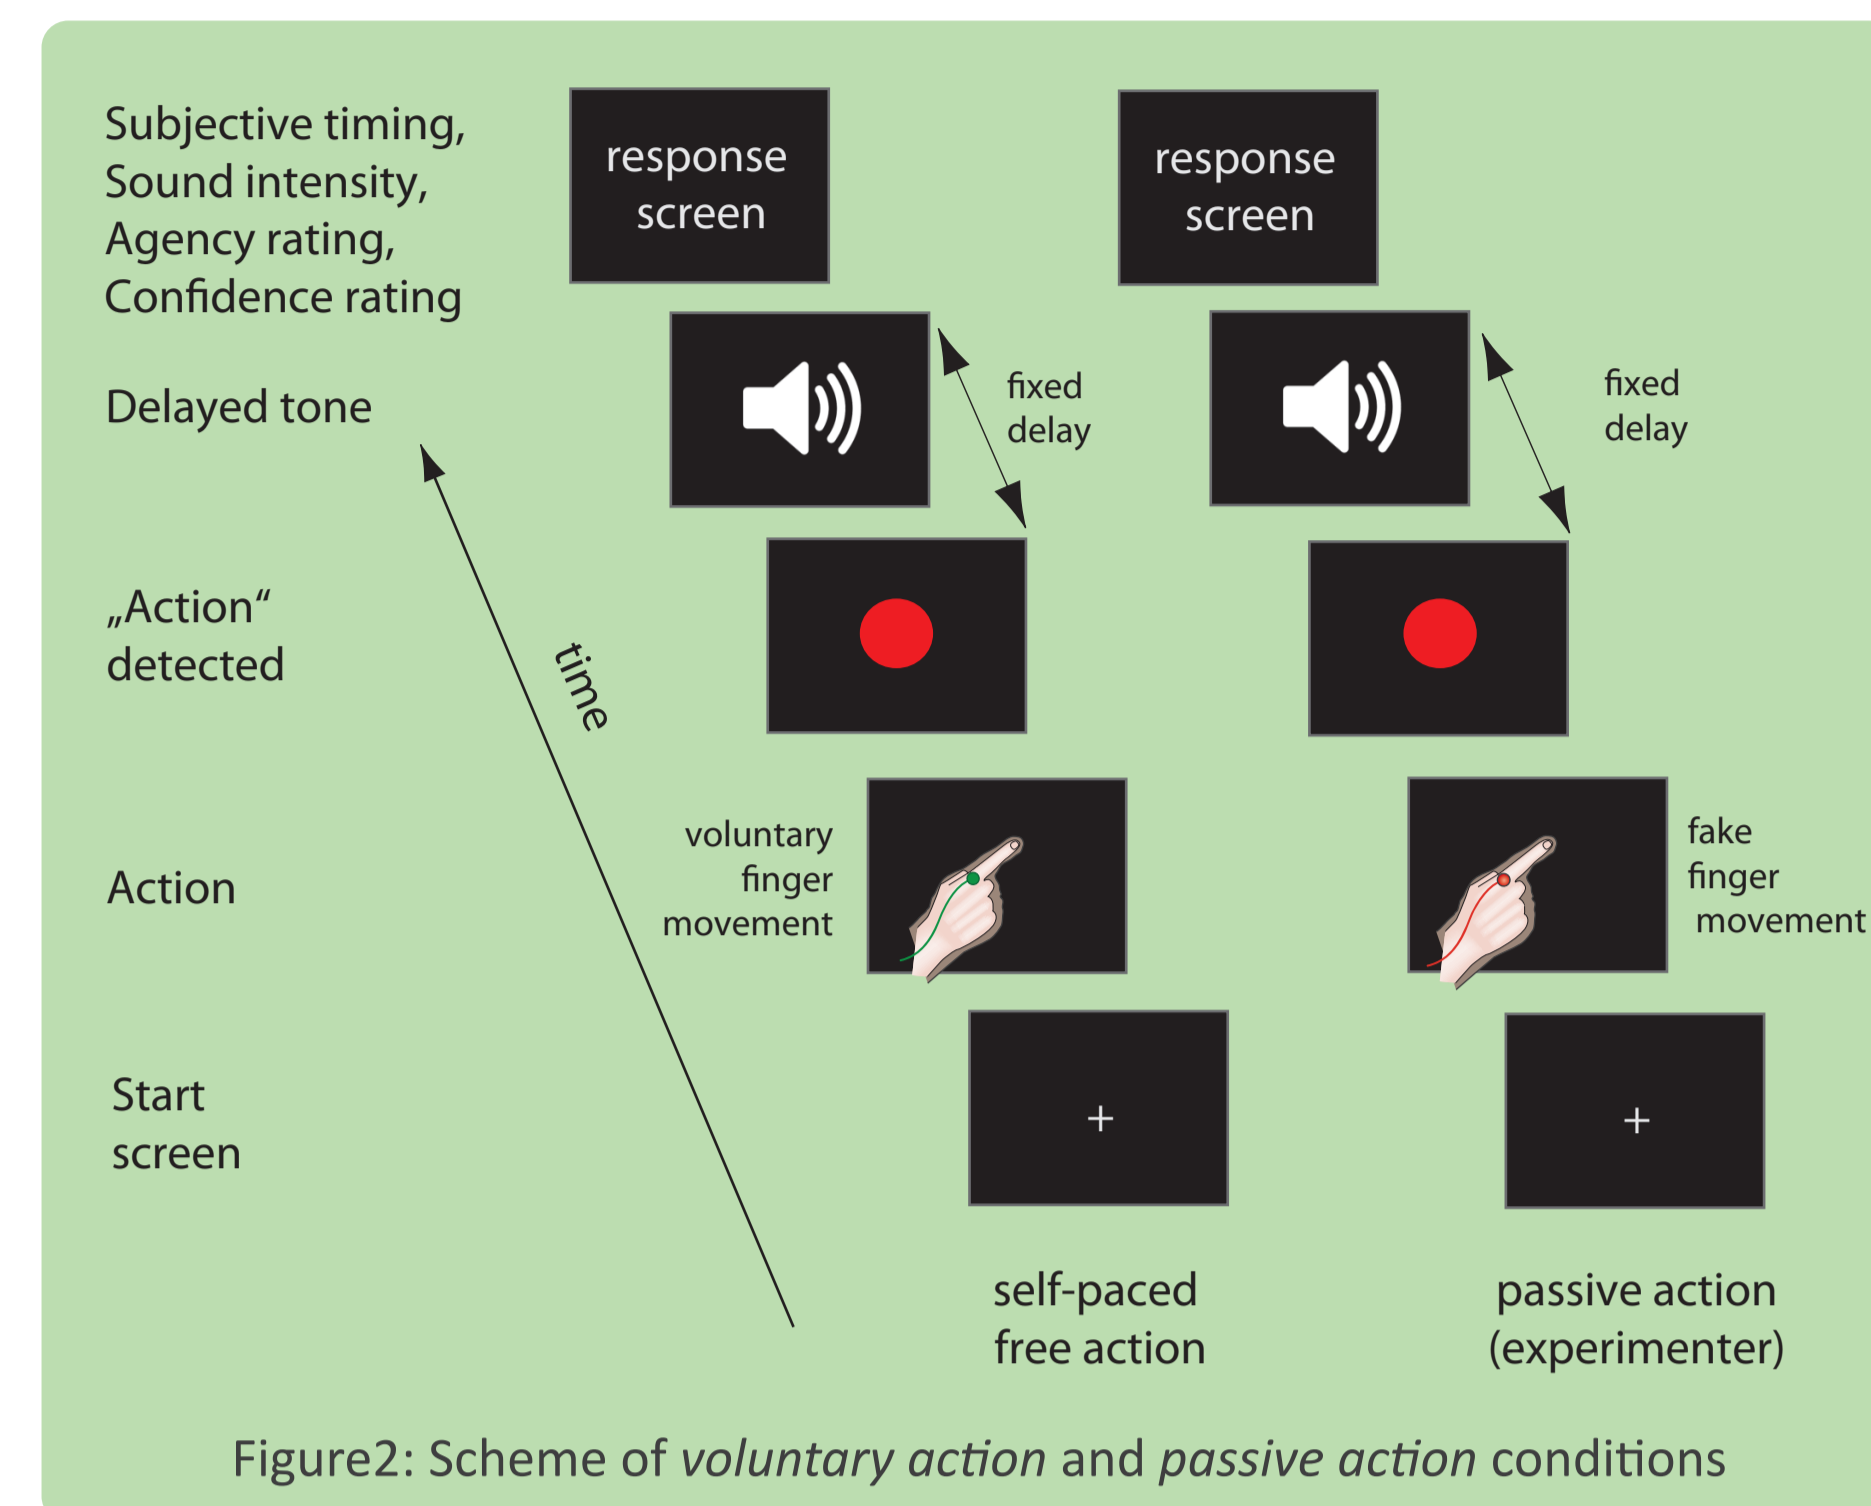 Subjective timing,
Sound intensity,
Agency rating,
Confidence rating
response
screen
response
screen
Delayed tone
fixed
delay
fixed
delay
„Action“
detected
time
Action
voluntary
finger
movement
fake
finger
movement
Start
screen
+
+
self-paced
free action
passive action
(experimenter)
Figure2: Scheme of voluntary action and passive action conditions